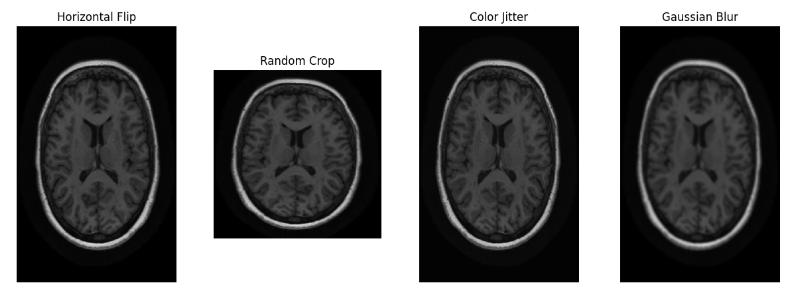 Horizontal Flip
Random Crop
Color Jitter
Gaussian Blur